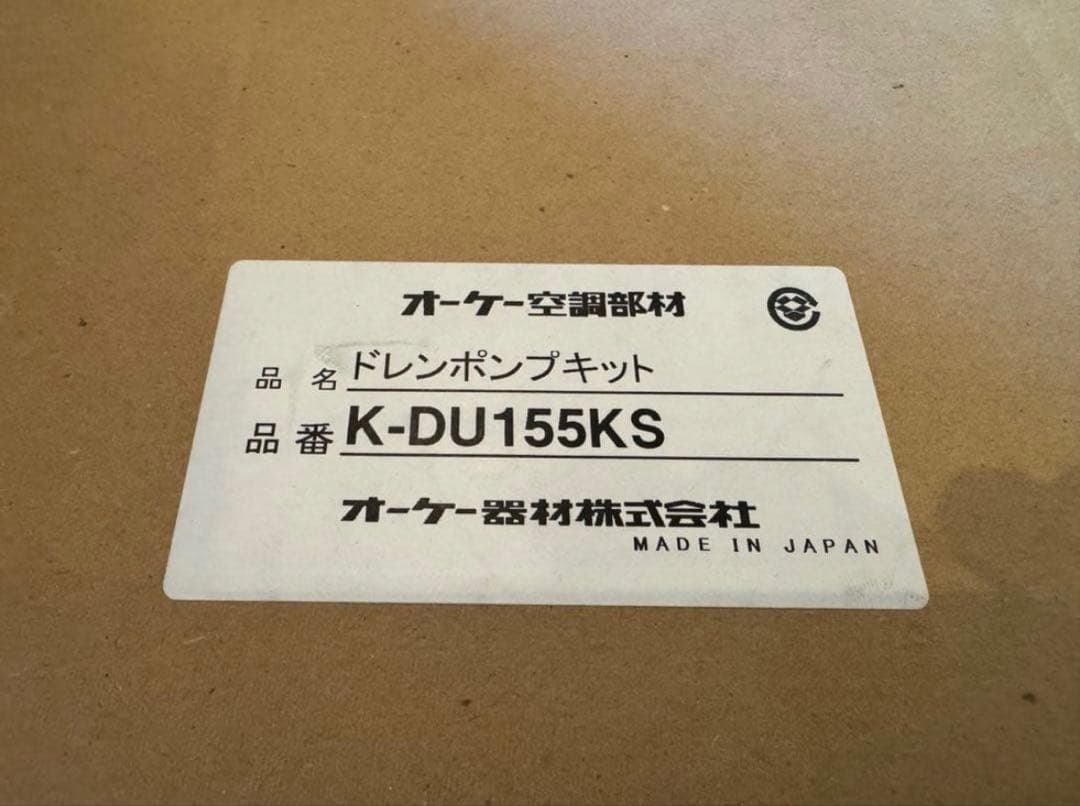 オーケー空調部材
品 名 ドレンポンプキット
品 番 K-DU155KS
オーケー器材株式会社
MADE IN JAPAN